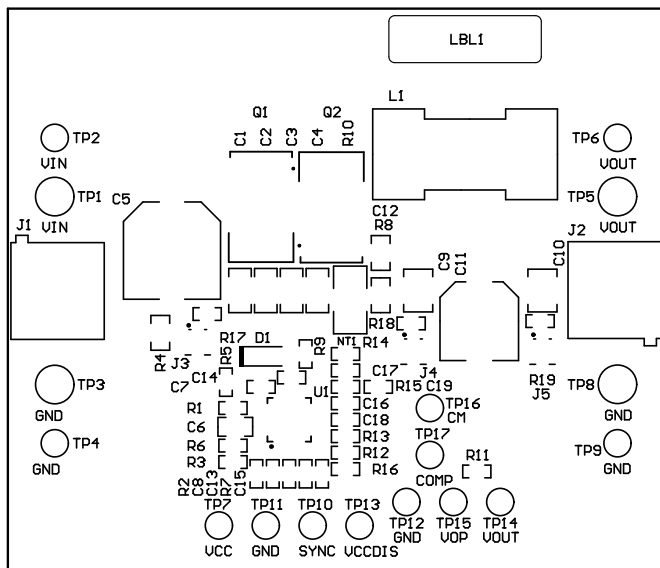 LBL1
L1
Q1
Q2
C1
C2
C3
C4
R10
TP2
VIN
TP6
VOUT
TP1
VIN
C5
TP5
VOUT
C12
R8
J1
J2
C9
C11
C10
R18
R4
J3
R17
R5
D1
R9
NT1
R14
C7
C14
U1
C17
J4
R15
C19
R19
J5
TP3
GND
TP8
GND
R1
C16
TP16
CM
C6
C18
TP17
R6
R13
TP4
GND
TP9
GND
R3
R12
R11
R16
COMP
R2
C8
C13
R7
C15
TP7
VCC
TP11
GND
TP10
SYNC
TP13
VCCDIS
TP12
GND
TP15
VOP
TP14
VOUT